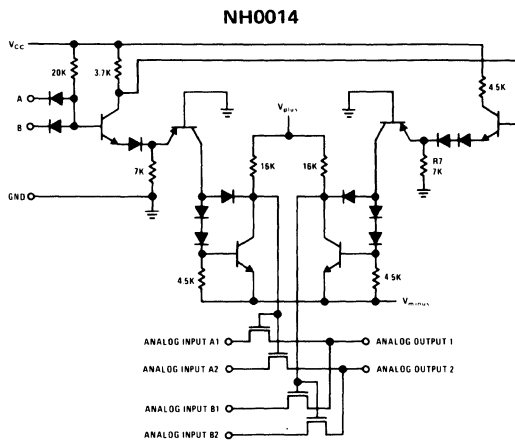 NH0014
VCC
20K
3.7K
4.5K
A
B
Vplus
7K
16K
16K
R7
7K
GND
4.5K
4.5K
Vminus
ANALOG INPUT A1
ANALOG OUTPUT 1
ANALOG INPUT A2
ANALOG OUTPUT 2
ANALOG INPUT B1
ANALOG INPUT B2